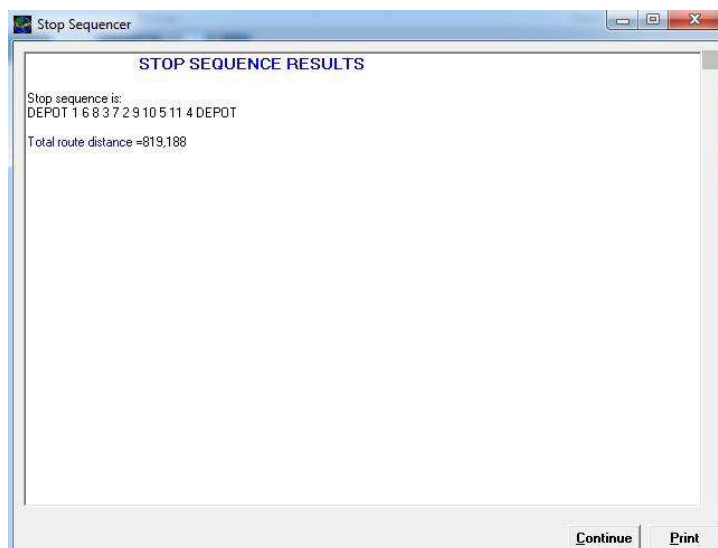 Stop Sequencer
STOP SEQUENCE RESULTS
Stop sequence is:
DEPOT 1 6 8 3 7 2 9 10 5 11 4 DEPOT
Total route distance =819,188
Continue
Print